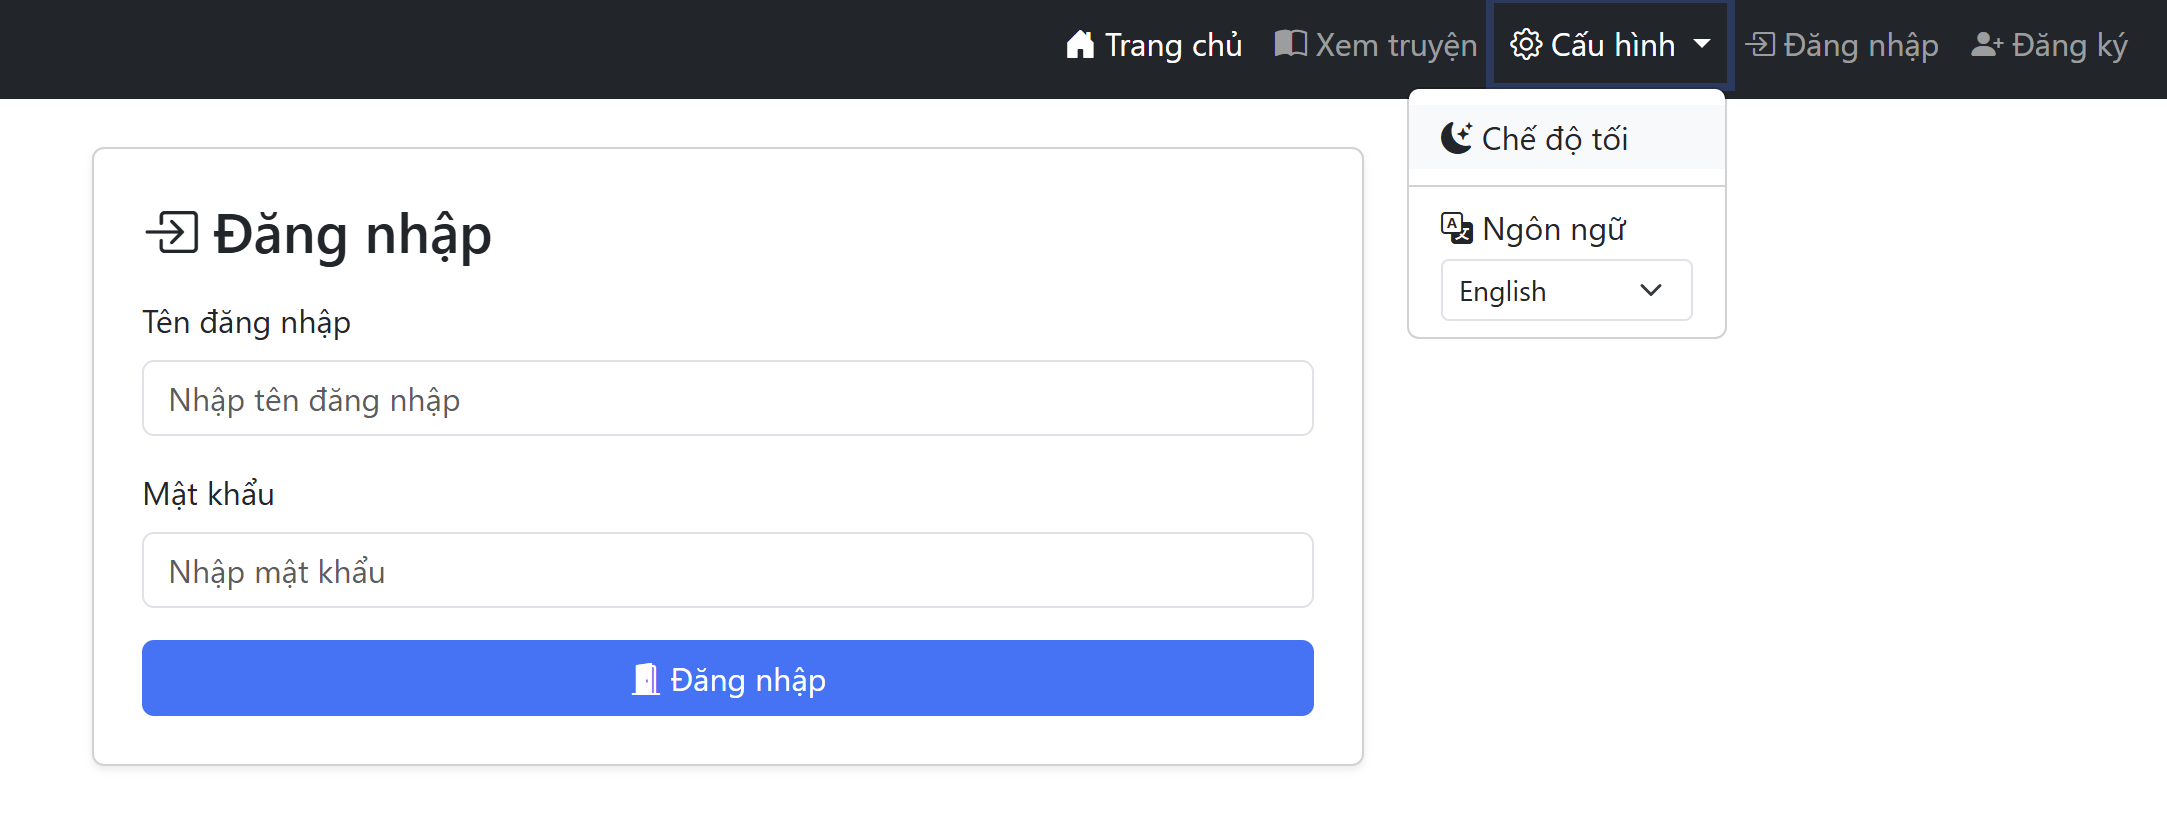 Trang chủ Xem truyện Cấu hình Đăng nhập Đăng ký
Chế độ tối
Ngôn ngữ
English
Đăng nhập
Tên đăng nhập
Nhập tên đăng nhập
Mật khẩu
Nhập mật khẩu
Đăng nhập